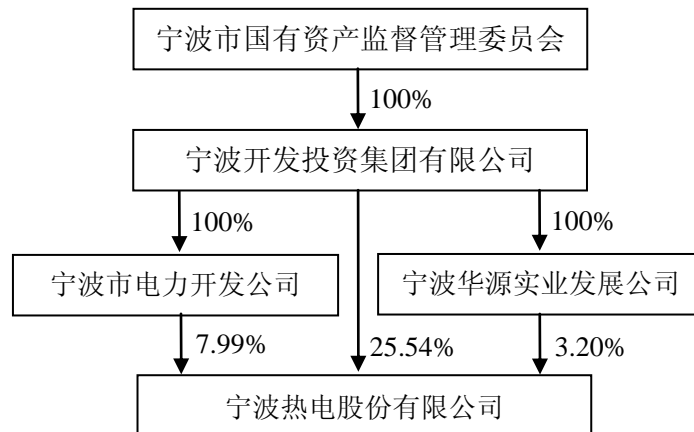 宁波市国有资产监督管理委员会
100%
宁波开发投资集团有限公司
100%
100%
宁波市电力开发公司
宁波华源实业发展公司
7.99%
25.54%
3.20%
宁波热电股份有限公司